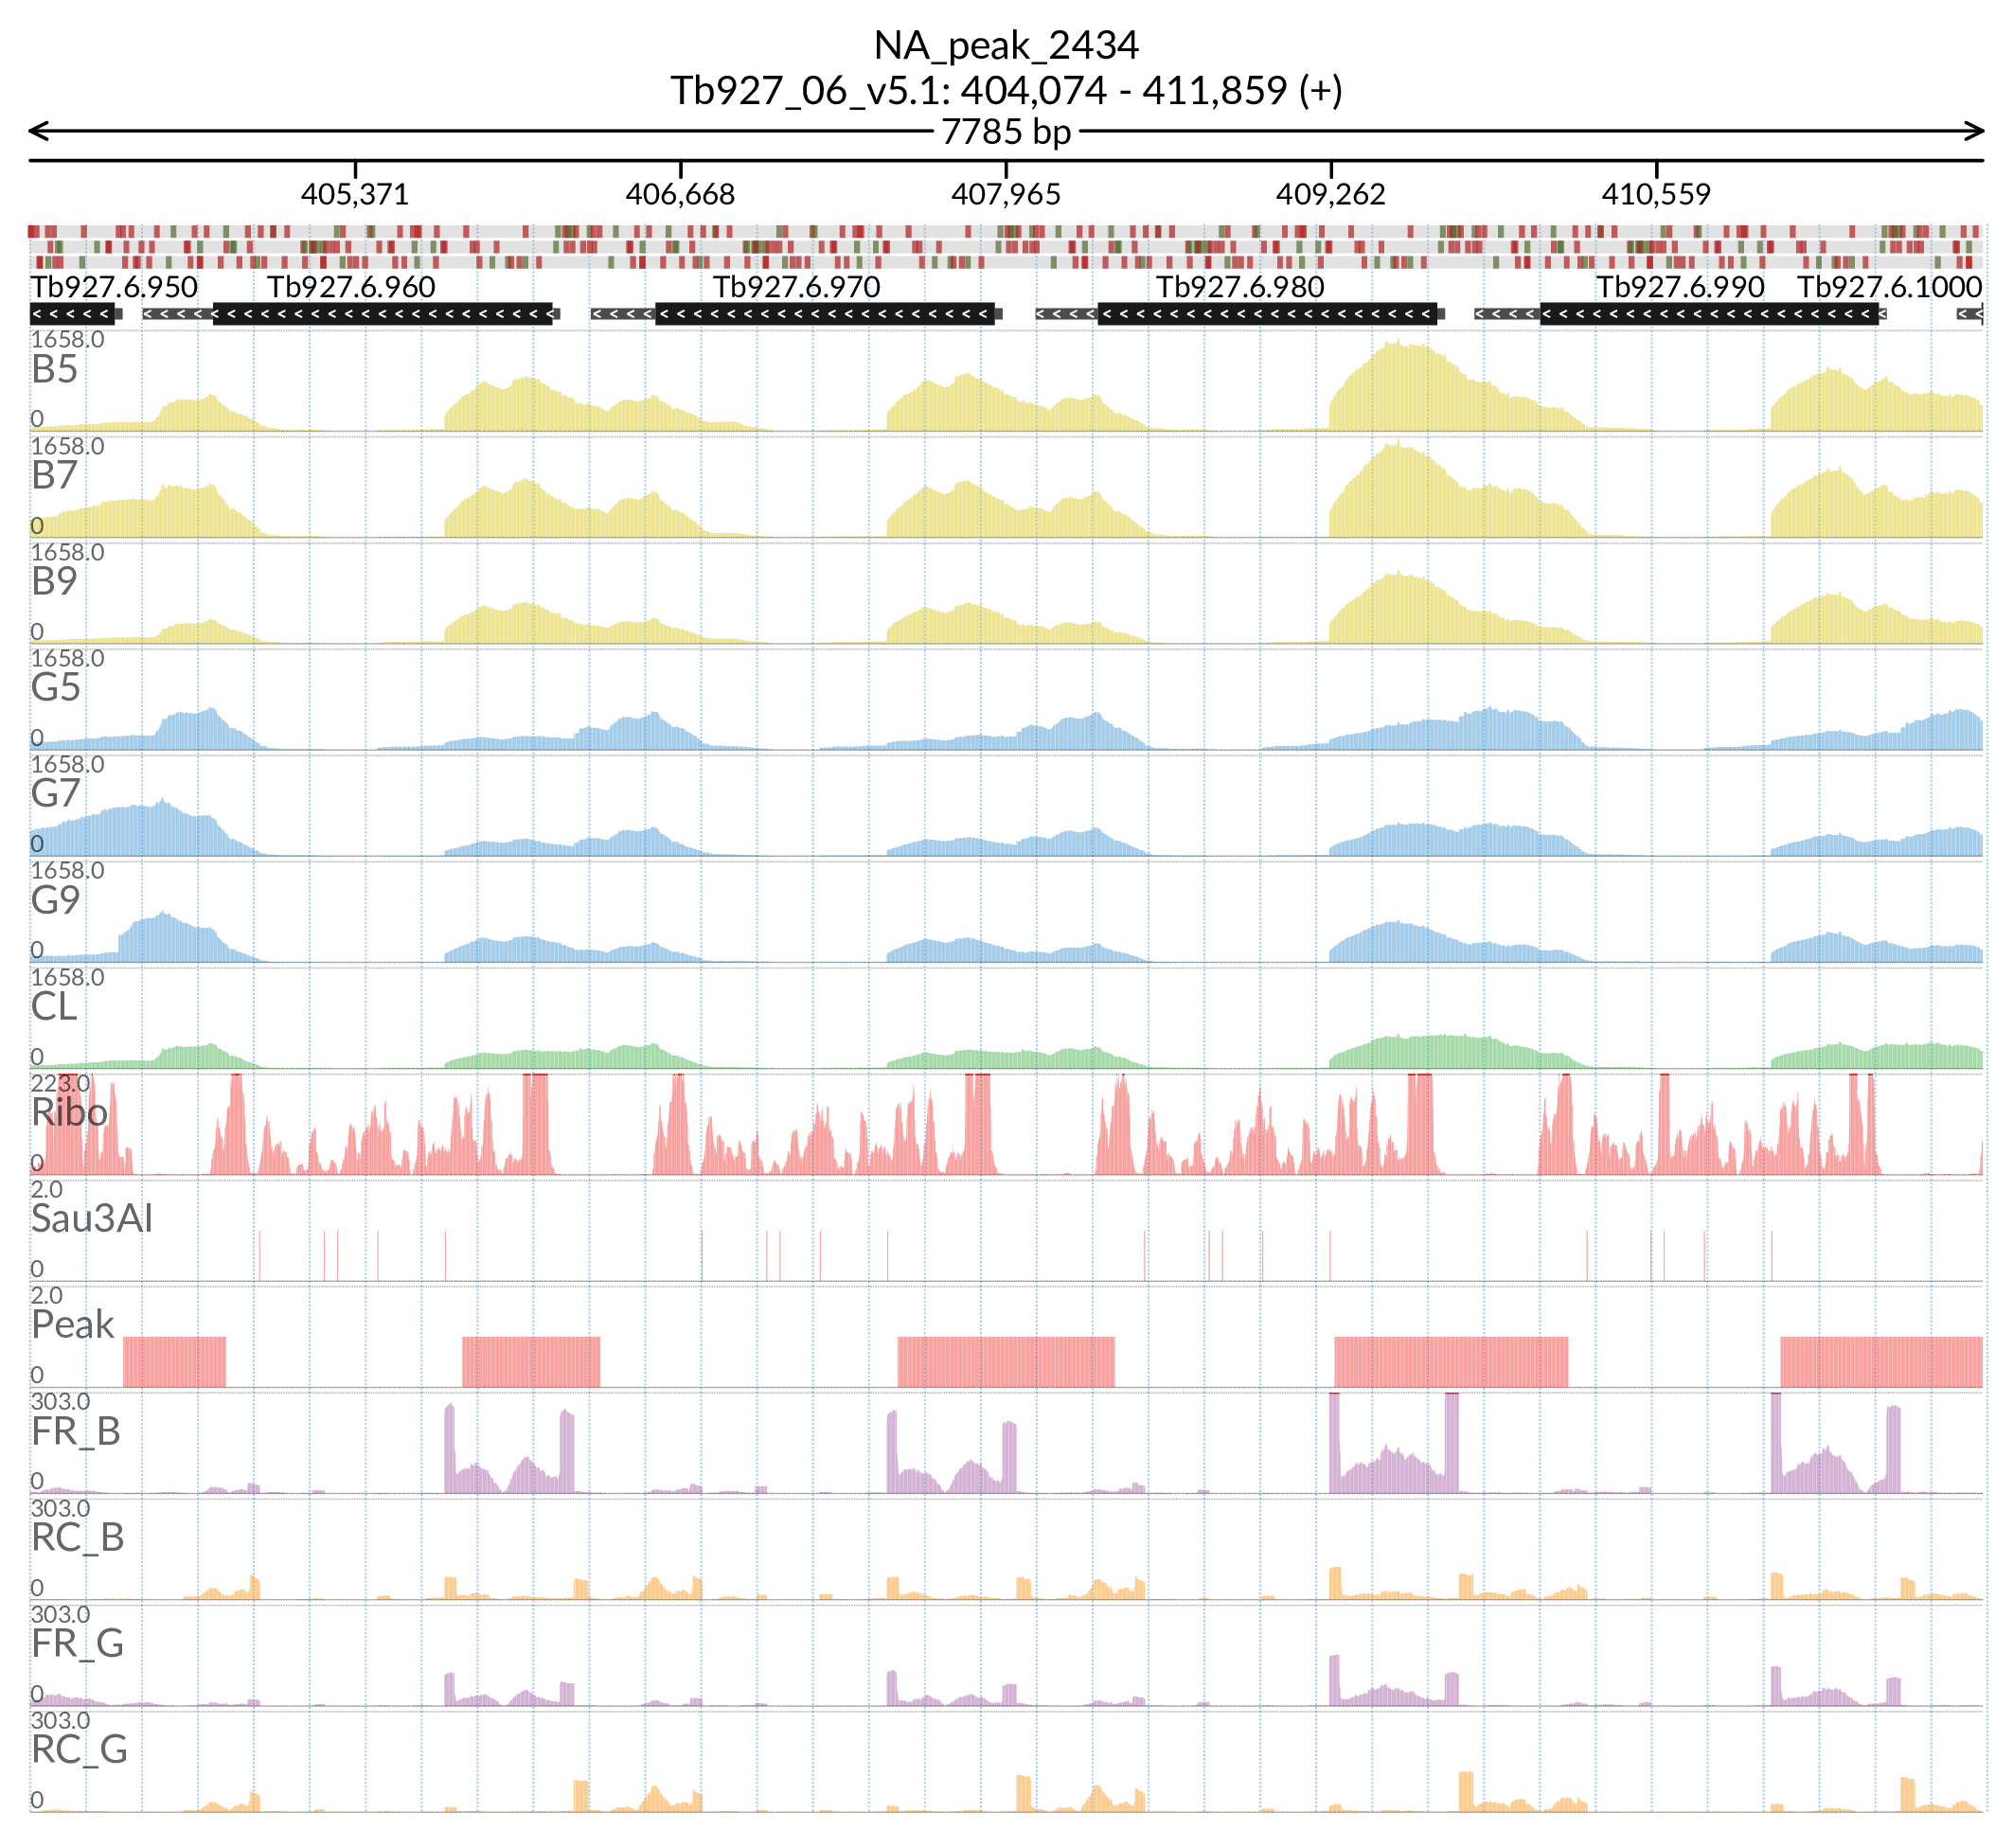 NA_peak_2434
Tb927_06_v5.1: 404,074 - 411,859 (+)
7785 bp
405,371 406,668 407,965 409,262 410,559
Tb927.6.950 Tb927.6.960 Tb927.6.970 Tb927.6.980 Tb927.6.990 Tb927.6.1000
1658.0
B5
0
1658.0
B7
0
1658.0
B9
0
1658.0
G5
0
1658.0
G7
0
1658.0
G9
0
1658.0
CL
0
223.0
Ribo
0
2.0
Sau3AI
0
2.0
Peak
0
303.0
FR_B
0
303.0
RC_B
0
303.0
FR_G
0
303.0
RC_G
0